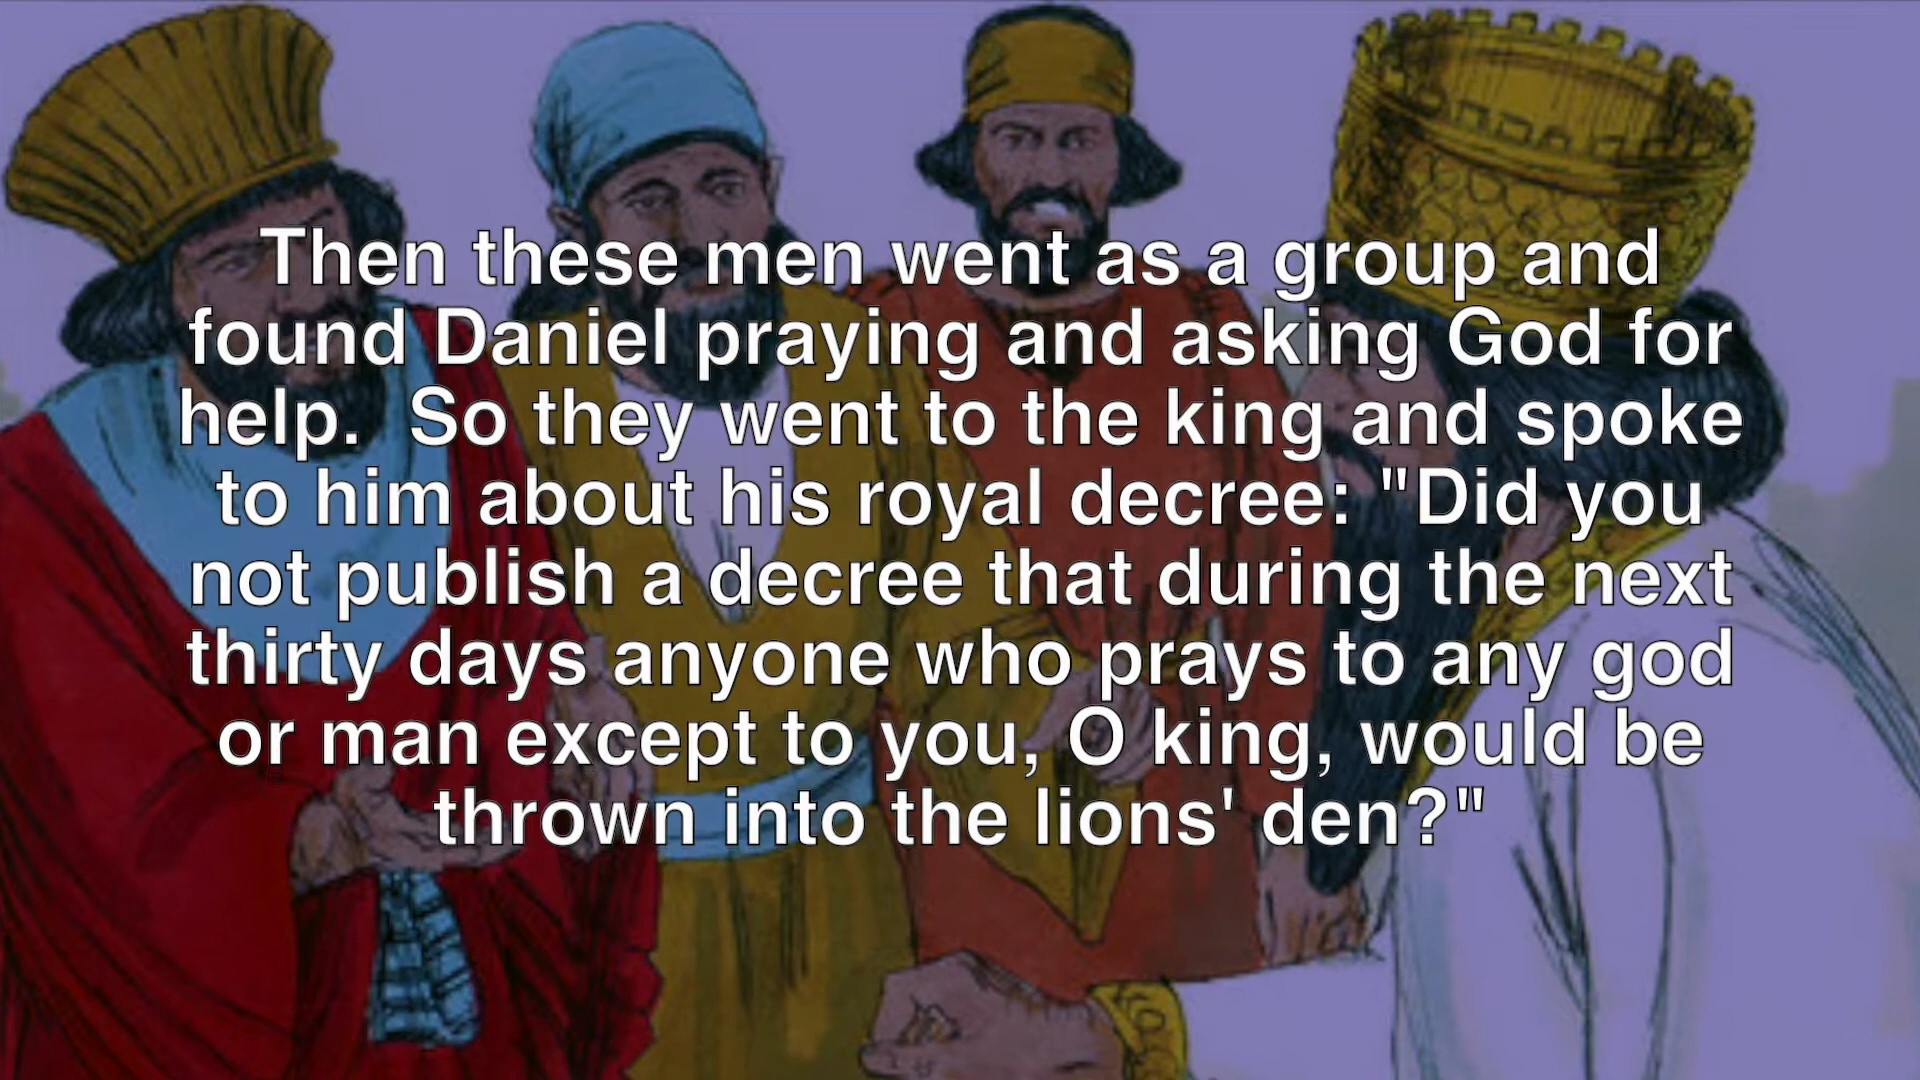 Then these men went as a group and
found Daniel praying and asking God for
help.  So they went to the king and spoke
to him about his royal decree: "Did you
not publish a decree that during the next
thirty days anyone who prays to any god
or man except to you, O king, would be
thrown into the lions' den?"